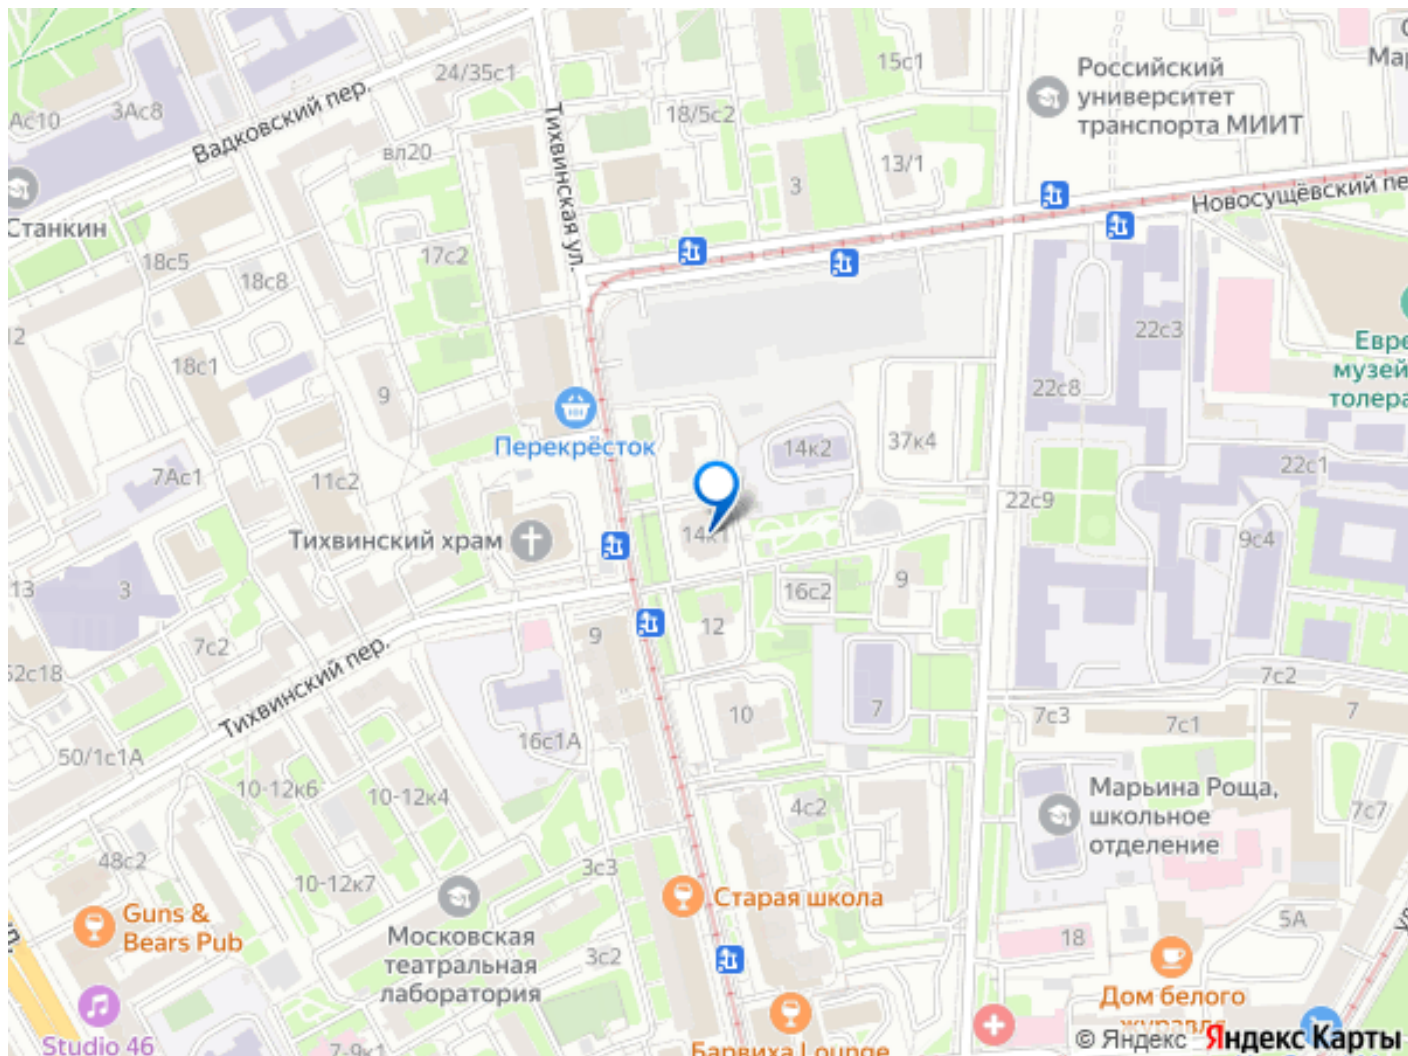 24/35с1
15с1
Российский
университет
транспорта МИИТ
3Ас8
Ас10
Вадковский пер.
вл20
Тихвинская ул.
18/5с2
13/1
3
Новосущёвский пе
Станкин
18с5
17с2
18с8
12
22с3
18с1
9
22с8
Евре
музей
толера
Перекрёсток
14к2
37к4
7Ас1
11с2
22с1
22с9
Тихвинский храм
14к1
9с4
13
3
16с2
9
7с2
9
12
52с18
Тихвинский пер.
7с2
10
7
7с3
7с1
7
16с1А
50/1с1А
10-12к6
10-12к4
4с2
Марьина Роща,
школьное
отделение
7с7
48с2
3с3
10-12к7
Старая школа
Guns &
Bears Pub
5А
Московская
театральная
лаборатория
3с2
18
Дом белого
журавля
Studio 46
7-9к1
Барвиха Lounge
© Яндекс Яндекс Карты